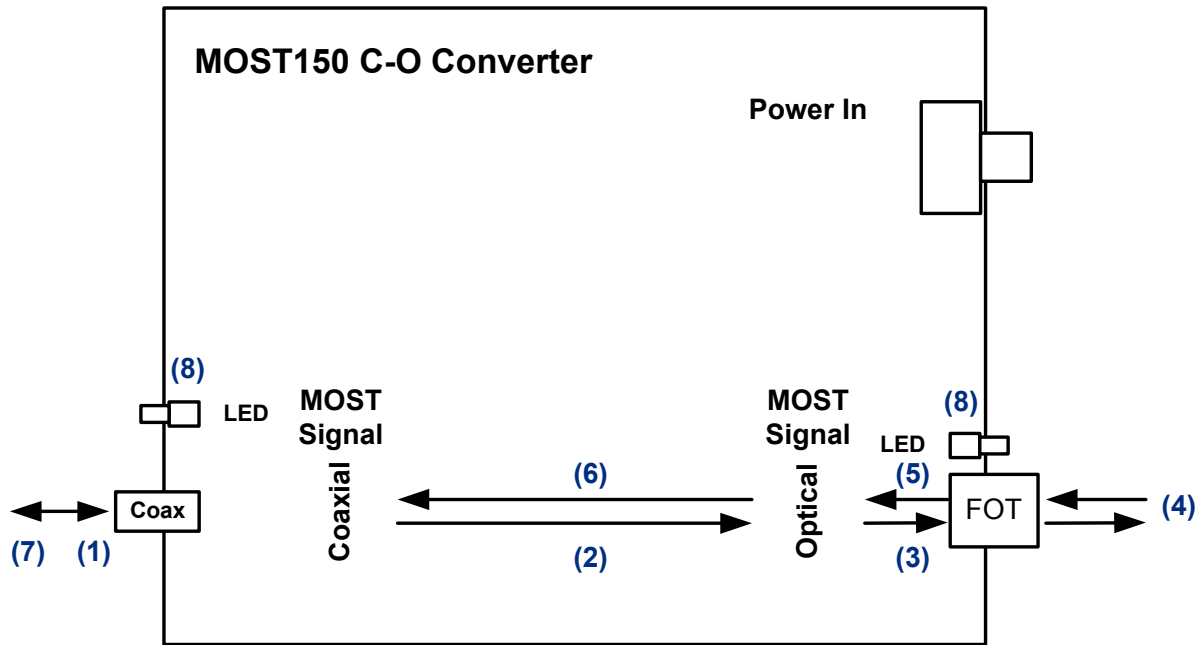 MOST150 C-O Converter
Power In
(8)
LED
MOST
Signal
Coaxial
MOST
Signal
Optical
(8)
LED
(6)
(5)
(4)
Coax
FOT
(7)
(1)
(2)
(3)